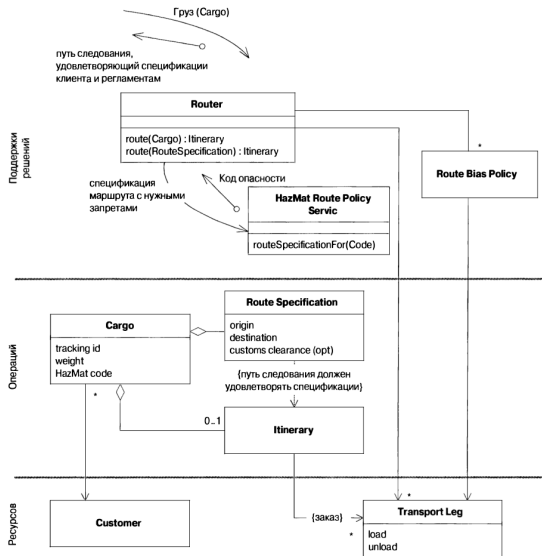 Груз (Cargo)
путь следования,
удовлетворяющий спецификации
клиента и регламентам
Router
route(Cargo) : Itinerary
route(RouteSpecification) : Itinerary
*
Route Bias Policy
Поддержки
решений
спецификация
маршрута с нужными
запретами
Код опасности
HazMat Route Policy
Servic
routeSpecificationFor(Code)
Route Specification
origin
destination
customs clearance (opt)
Cargo
tracking id
weight
HazMat code
Операций
{путь следования должен
удовлетворять спецификации}
*
0..1
Itinerary
Ресурсов
Customer
{заказ}
*
*
Transport Leg
load
unload